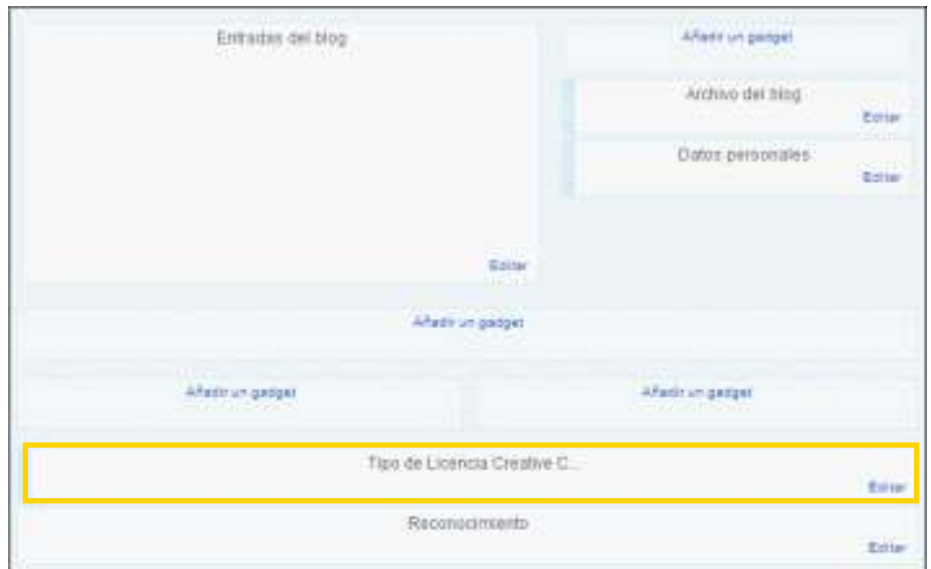 Entradas del blog
Editar
Añadir un gadget
Archivo del blog
Editar
Datos personales
Editar
Añadir un gadget
Añadir un gadget
Añadir un gadget
Tipo de Licencia Creative C...
Editar
Reconocimiento
Editar